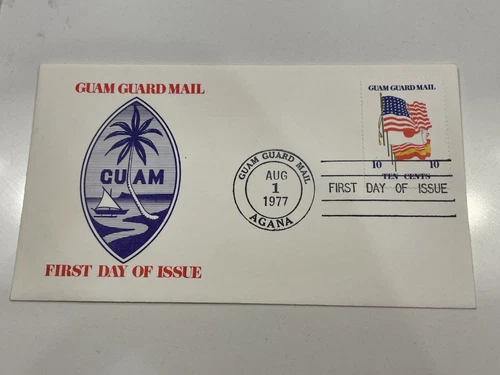 GUAM GUARD MAIL
GUAM
FIRST DAY OF ISSUE
GUAM GUARD MAIL
AUG
1
1977
AGANA
GUAM GUARD MAIL
10 10
TEN CENTS
FIRST DAY OF ISSUE